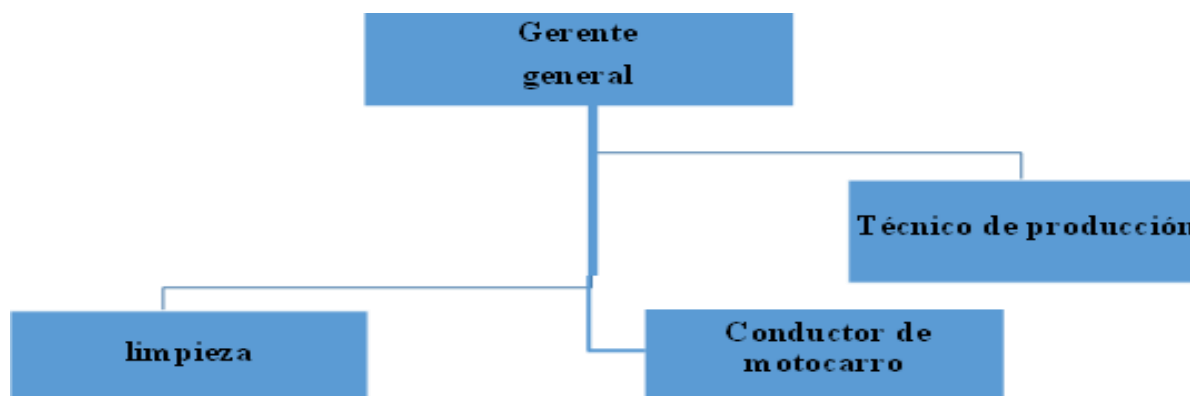 Gerente
general
Técnico de producción
limpieza
Conductor de
motocarro